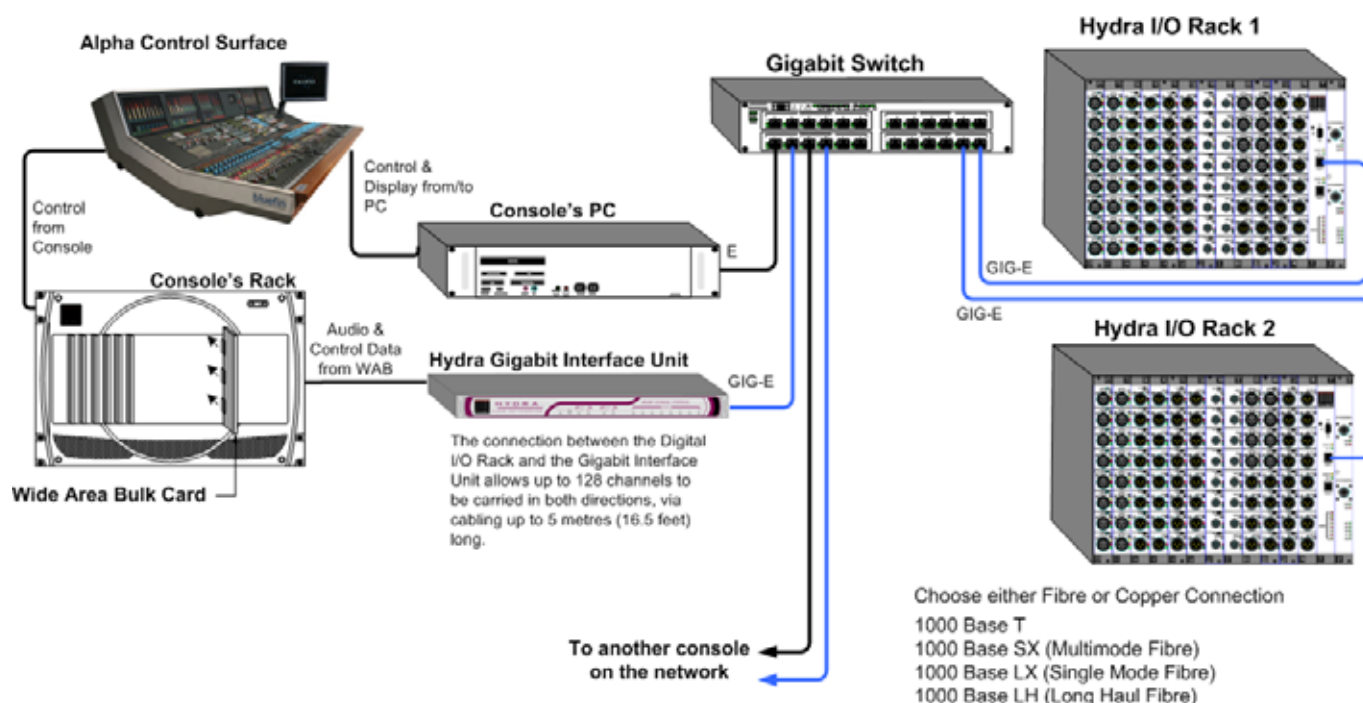 Alpha Control Surface
Hydra I/O Rack 1
Gigabit Switch
Control &
Display from/to
PC
Control
from
Console
Console's PC
E
bluefin
Console's Rack
GIG-E
GIG-E
Audio &
Control Data
from WAB
Hydra Gigabit Interface Unit
GIG-E
HYDRA
Hydra I/O Rack 2
The connection between the Digital
I/O Rack and the Gigabit Interface
Unit allows up to 128 channels to
be carried in both directions, via
cabling up to 5 metres (16.5 feet)
long.
Wide Area Bulk Card
Choose either Fibre or Copper Connection
1000 Base T
1000 Base SX (Multimode Fibre)
1000 Base LX (Single Mode Fibre)
1000 Base LH (Long Haul Fibre)
To another console
on the network